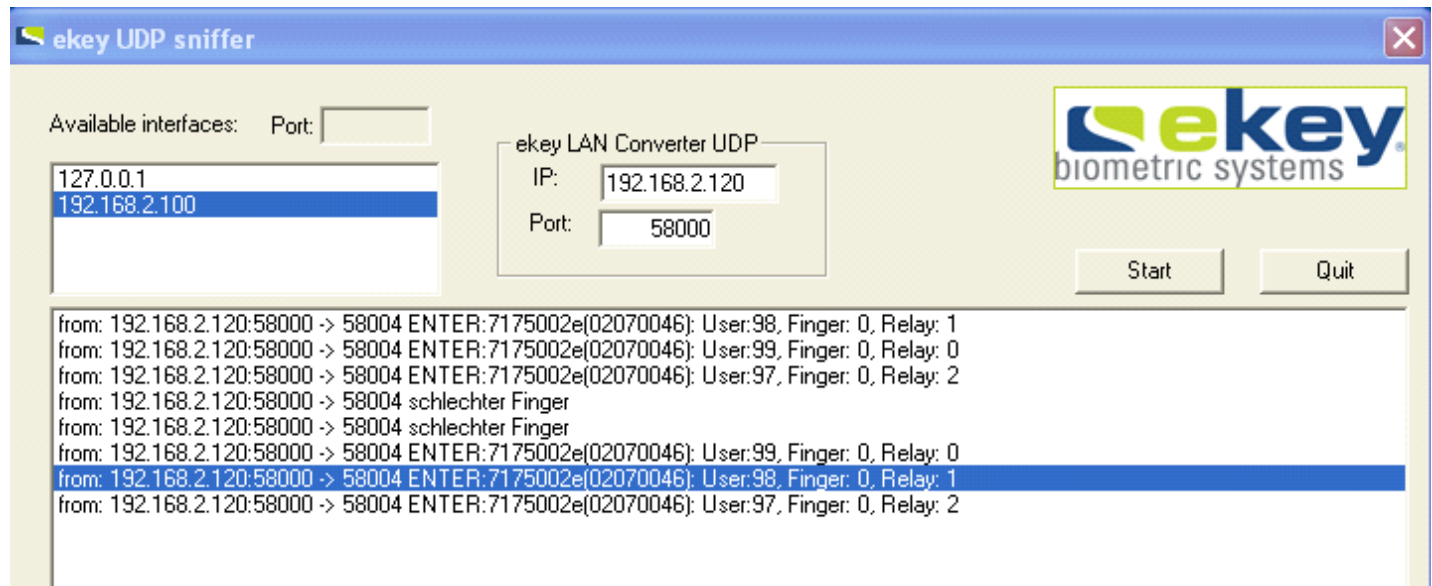 ekey UDP sniffer
Available interfaces: Port:
127.0.0.1
192.168.2.100
ekey LAN Converter UDP
IP: 192.168.2.120
Port: 58000
ekey
biometric systems
Start Quit
from: 192.168.2.120:58000 -> 58004 ENTER:7175002e(02070046): User:98, Finger: 0, Relay: 1
from: 192.168.2.120:58000 -> 58004 ENTER:7175002e(02070046): User:99, Finger: 0, Relay: 0
from: 192.168.2.120:58000 -> 58004 ENTER:7175002e(02070046): User:97, Finger: 0, Relay: 2
from: 192.168.2.120:58000 -> 58004 schlechter Finger
from: 192.168.2.120:58000 -> 58004 schlechter Finger
from: 192.168.2.120:58000 -> 58004 ENTER:7175002e(02070046): User:99, Finger: 0, Relay: 0
from: 192.168.2.120:58000 -> 58004 ENTER:7175002e(02070046): User:98, Finger: 0, Relay: 1
from: 192.168.2.120:58000 -> 58004 ENTER:7175002e(02070046): User:97, Finger: 0, Relay: 2